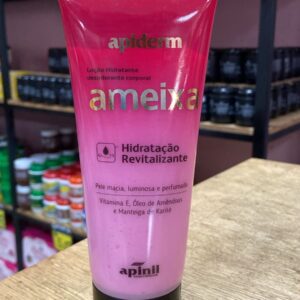 apiderm
Loção Hidratante
desodorante corporal
ameixa
Hidratação
Revitalizante
Pele macia, luminosa e perfumada
Vitamina E, Óleo de Amêndoas
e Manteiga de Karité
apinil